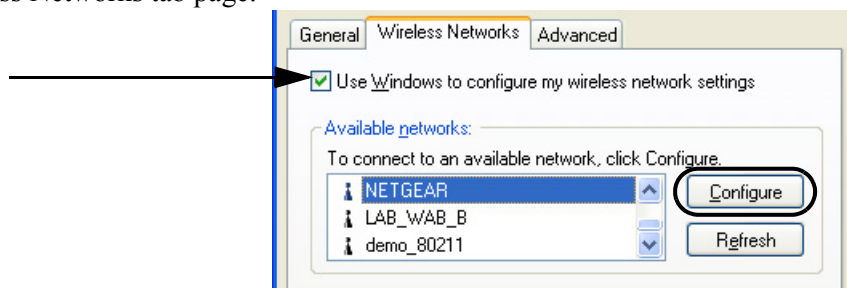 ss Networks tab page.
General Wireless Networks Advanced
Use Windows to configure my wireless network settings
Available networks:
To connect to an available network, click Configure.
NETGEAR
Configure
LAB_WAB_B
demo_80211
Refresh